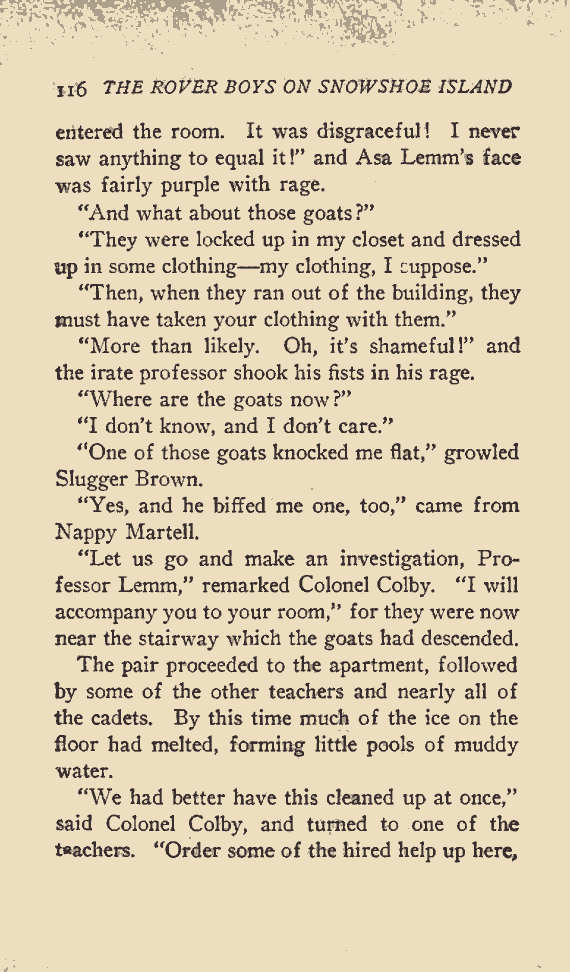 116 THE ROVER BOYS ON SNOWSHOE ISLAND
entered the room. It was disgraceful! I never
saw anything to equal it!” and Asa Lemm’s face
was fairly purple with rage.
“And what about those goats?”
“They were locked up in my closet and dressed
up in some clothing—my clothing, I suppose.”
“Then, when they ran out of the building, they
must have taken your clothing with them.”
“More than likely. Oh, it’s shameful!” and
the irate professor shook his fists in his rage.
“Where are the goats now?”
“I don’t know, and I don’t care.”
“One of those goats knocked me flat,” growled
Slugger Brown.
“Yes, and he biffed me one, too,” came from
Nappy Martell.
“Let us go and make an investigation, Pro-
fessor Lemm,” remarked Colonel Colby. “I will
accompany you to your room,” for they were now
near the stairway which the goats had descended.
The pair proceeded to the apartment, followed
by some of the other teachers and nearly all of
the cadets. By this time much of the ice on the
floor had melted, forming little pools of muddy
water.
“We had better have this cleaned up at once,”
said Colonel Colby, and turned to one of the
teachers. “Order some of the hired help up here,